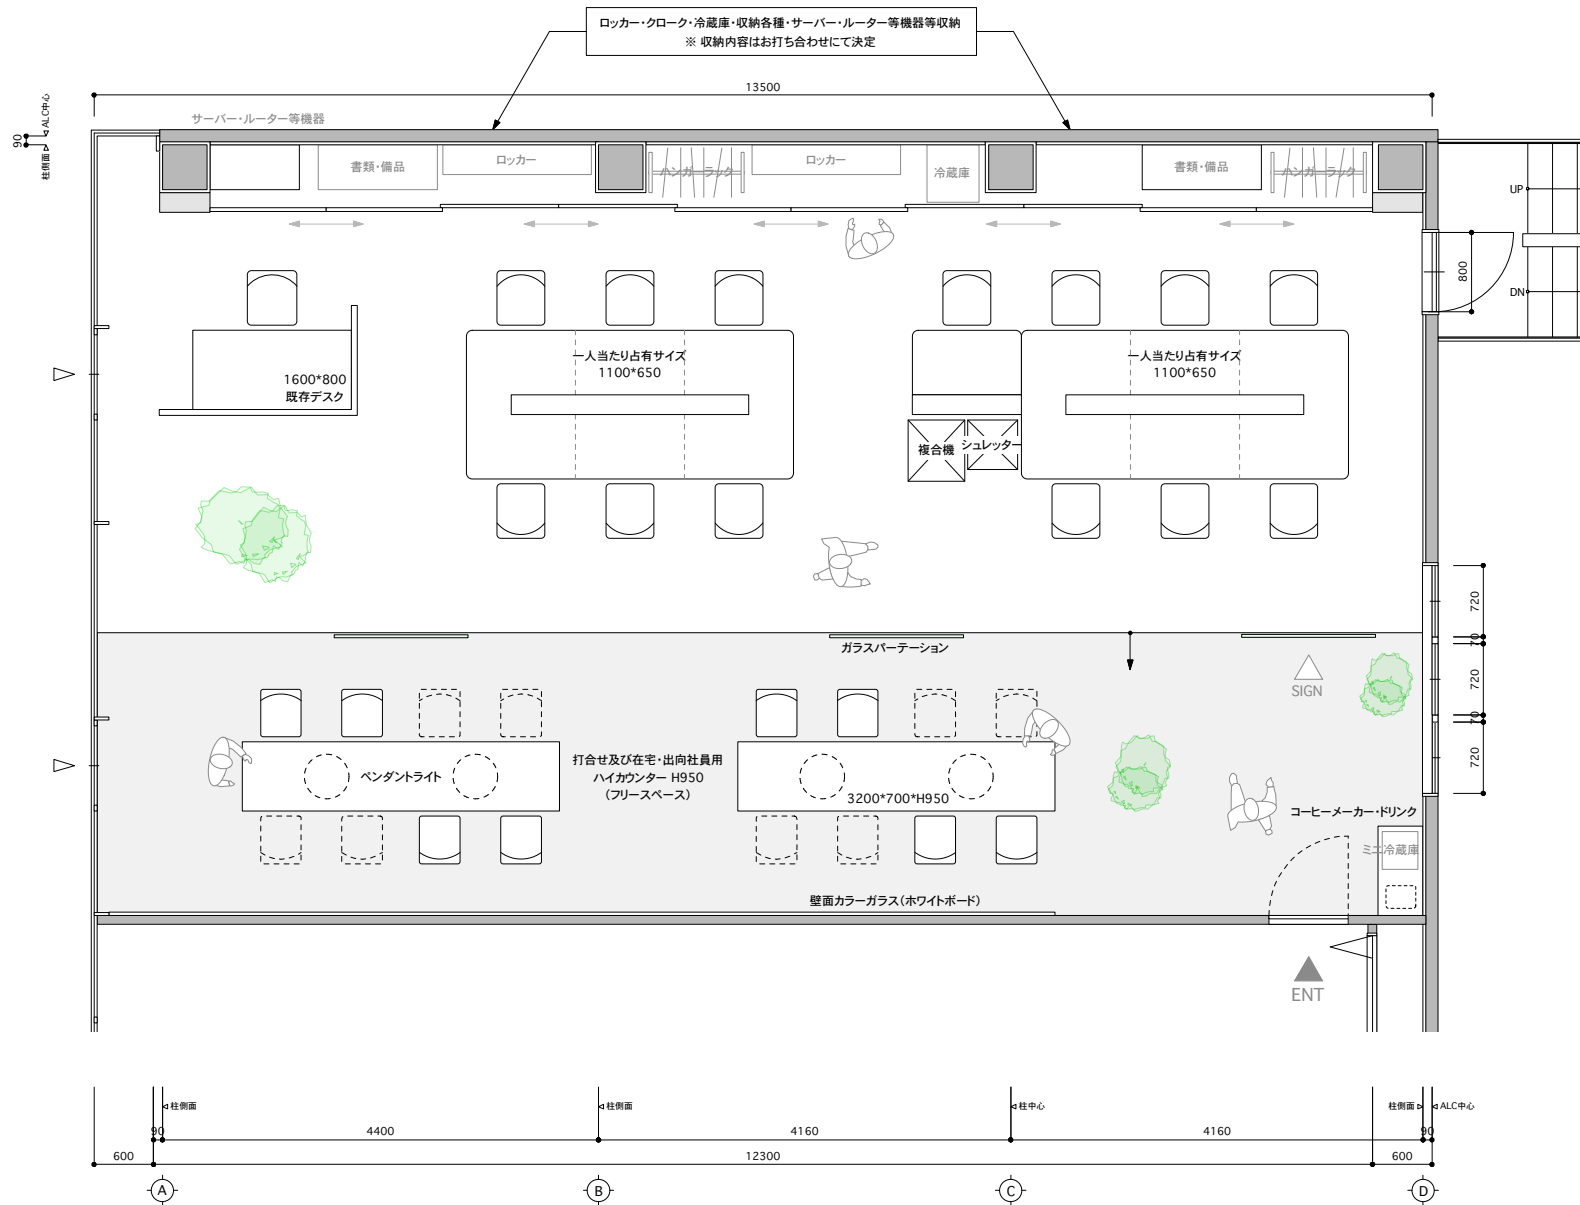 ロッカー・クローク・冷蔵庫・収納各種・サーバー・ルーター等機器等収納
※ 収納内容はお打ち合わせにて決定
13500
ALC中心
90
柱側面
サーバー・ルーター等機器
書類・備品
ロッカー
ハンガーラック
ロッカー
冷蔵庫
書類・備品
ハンガーラック
UP
DN
800
1600*800
既存デスク
一人当たり占有サイズ
1100*650
一人当たり占有サイズ
1100*650
複合機
シュレッター
720
70
720
70
720
ガラスパーテーション
SIGN
ペンダントライト
打合せ及び在宅・出向社員用
ハイカウンター H950
（フリースペース）
3200*700*H950
コーヒーメーカー・ドリンク
ミニ冷蔵庫
壁面カラーガラス（ホワイトボード）
ENT
柱側面
柱側面
柱中心
柱側面
ALC中心
90
4400
4160
4160
90
600
12300
600
A
B
C
D